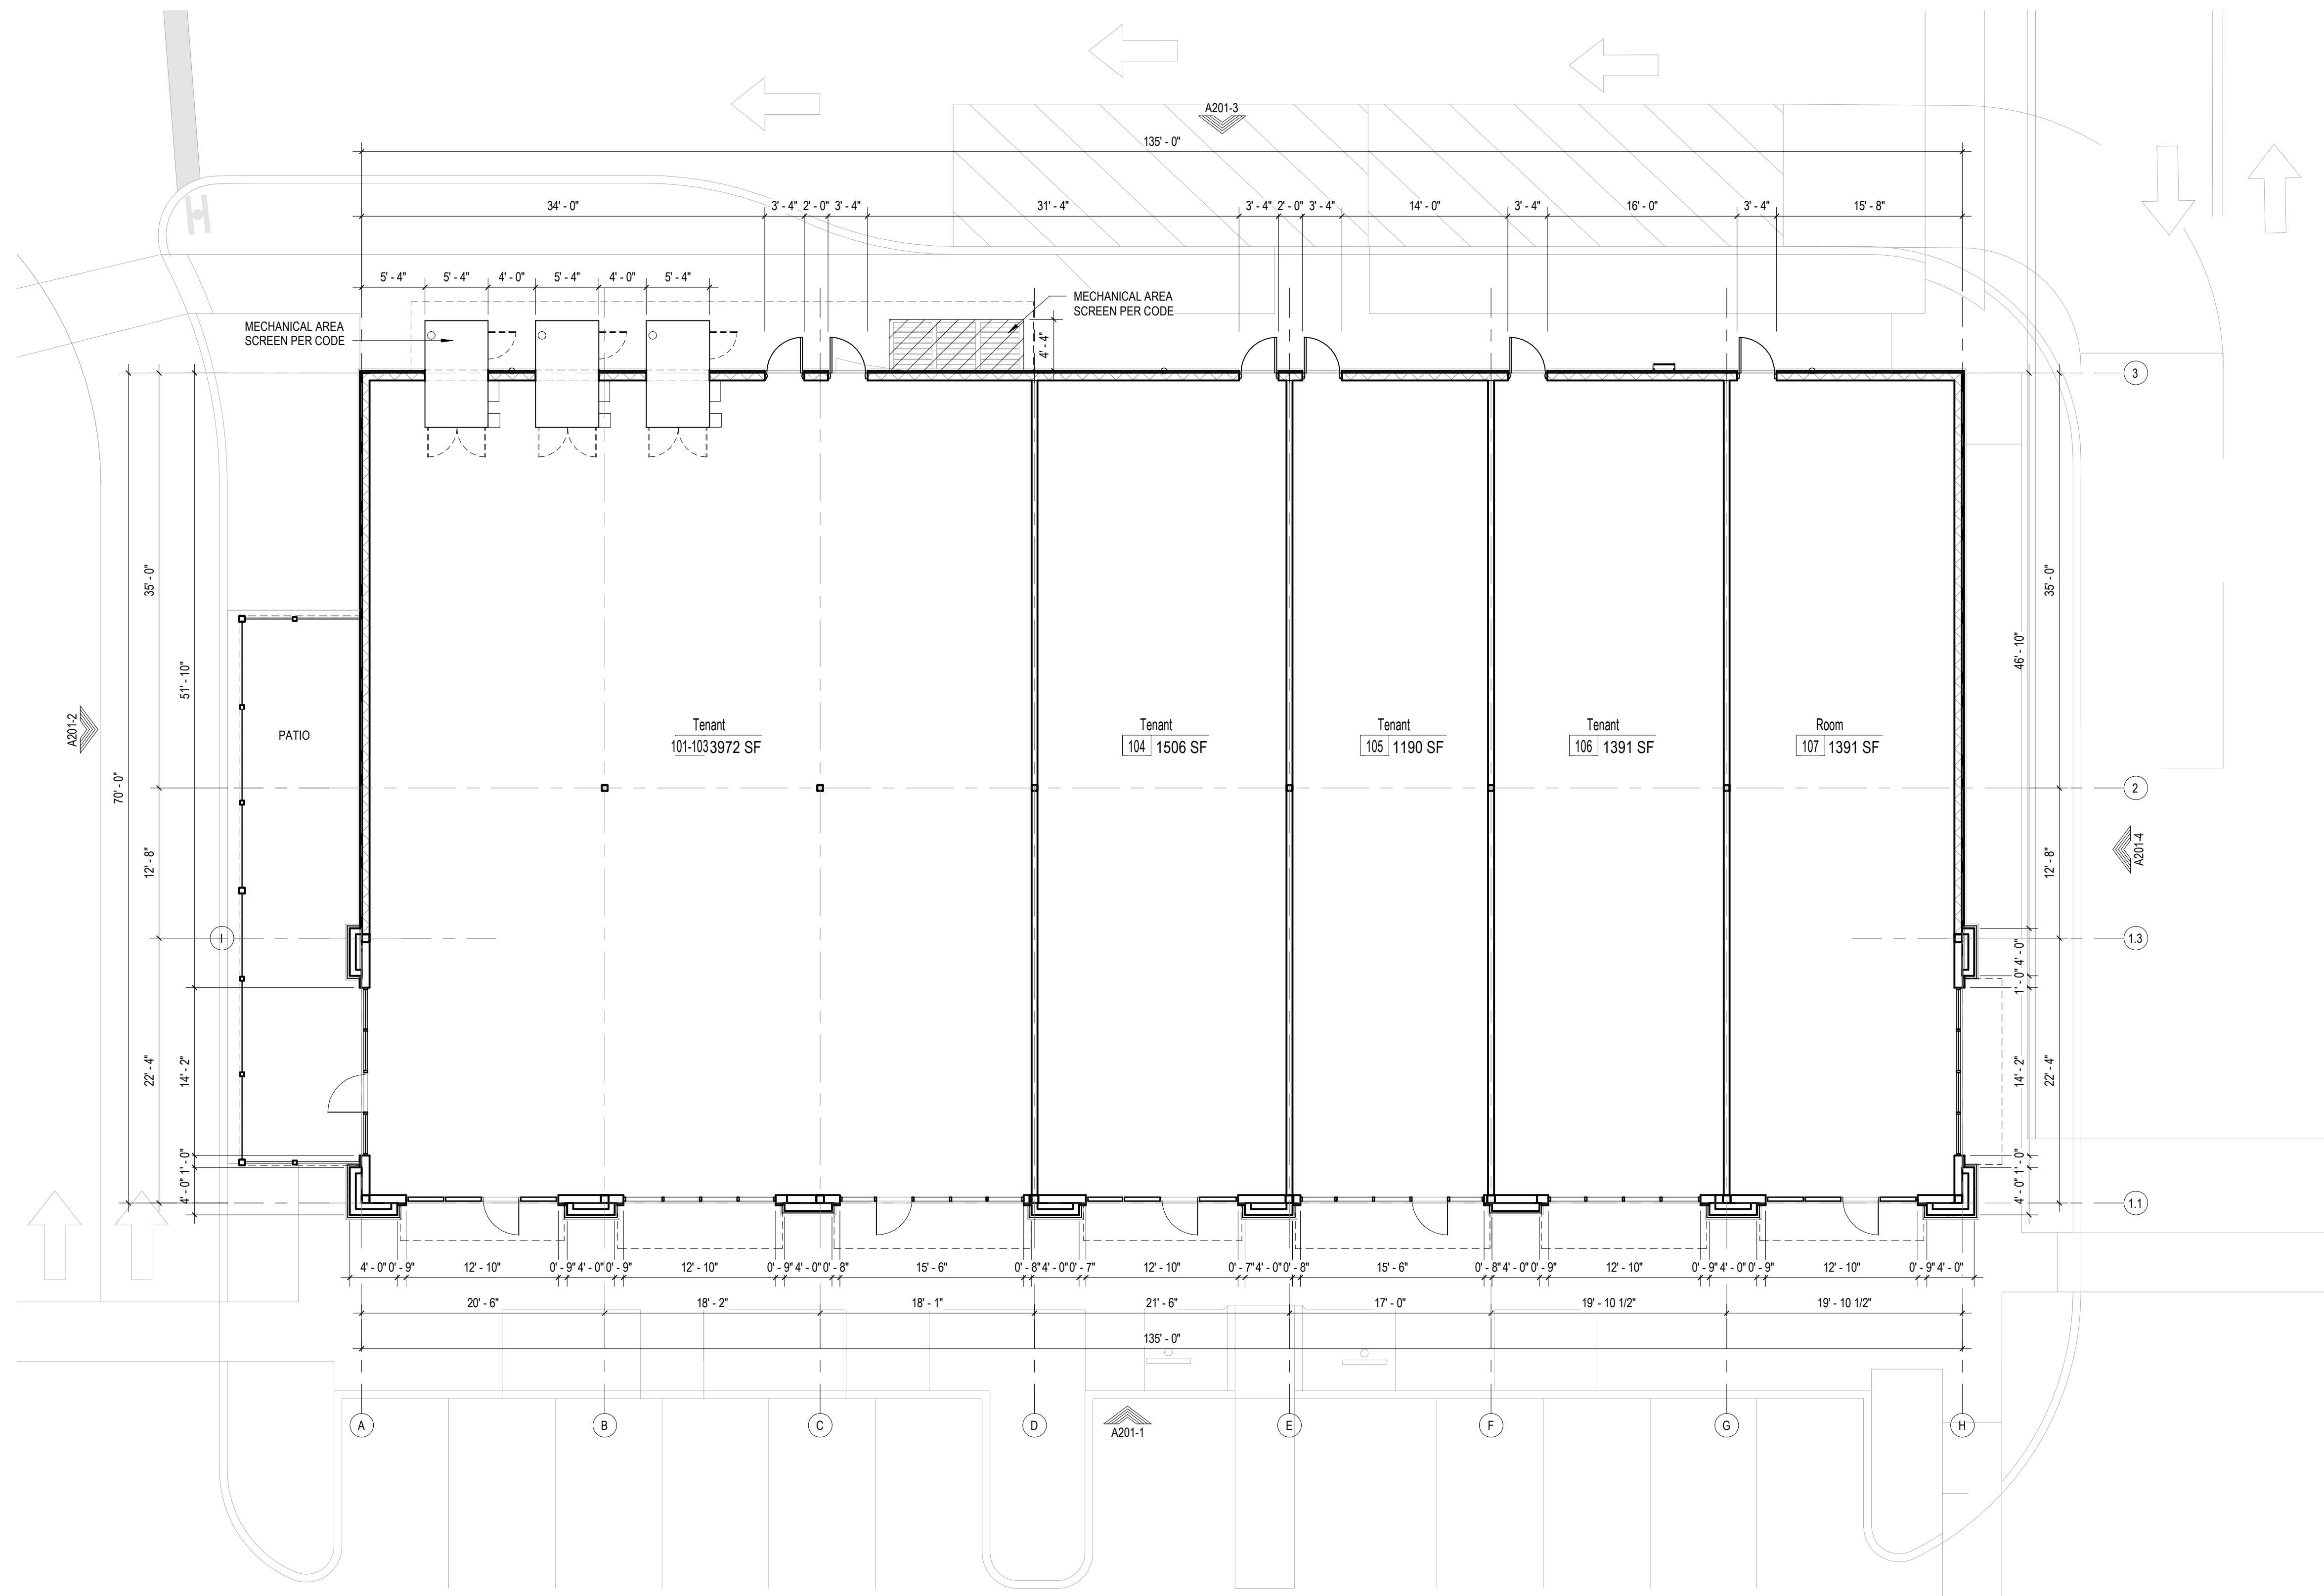 A201-3
135' - 0"
34' - 0" 3' - 4" 2' - 0" 3' - 4" 31' - 4" 3' - 4" 2' - 0" 3' - 4" 14' - 0" 3' - 4" 16' - 0" 3' - 4" 15' - 8"
5' - 4" 5' - 4" 4' - 0" 5' - 4" 4' - 0" 5' - 4"
MECHANICAL AREA
SCREEN PER CODE
MECHANICAL AREA
SCREEN PER CODE
4' - 4"
3
35' - 0"
51' - 10"
70' - 0"
A201-2
PATIO
Tenant
101-103 3972 SF
Tenant
104 1506 SF
Tenant
105 1190 SF
Tenant
106 1391 SF
Room
107 1391 SF
35' - 0"
46' - 10"
2
12' - 8"
12' - 8"
A201-4
I
1.3
4' - 0"
1' - 0"
22' - 4"
14' - 2"
14' - 2"
22' - 4"
1' - 0"
4' - 0"
1' - 0"
4' - 0"
1.1
4' - 0" 0' - 9" 12' - 10" 0' - 9" 4' - 0" 0' - 9" 12' - 10" 0' - 9" 4' - 0" 0' - 8" 15' - 6" 0' - 8" 4' - 0" 0' - 7" 12' - 10" 0' - 7" 4' - 0" 0' - 8" 15' - 6" 0' - 8" 4' - 0" 0' - 9" 12' - 10" 0' - 9" 4' - 0" 0' - 9" 12' - 10" 0' - 9" 4' - 0"
20' - 6" 18' - 2" 18' - 1" 21' - 6" 17' - 0" 19' - 10 1/2" 19' - 10 1/2"
135' - 0"
A B C D E F G H
A201-1